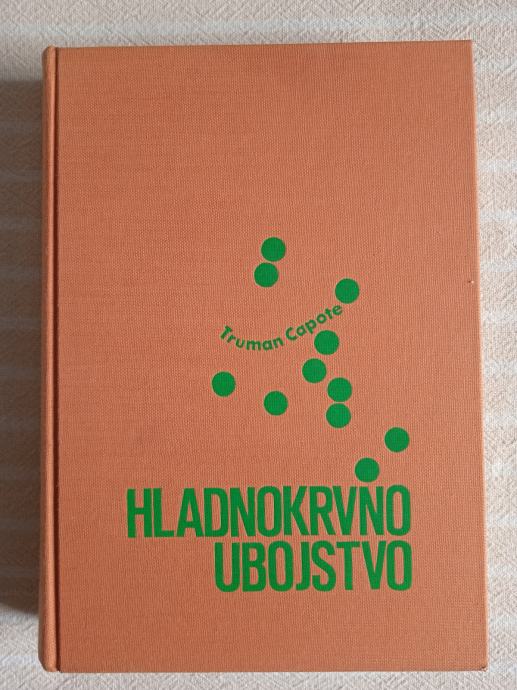 Truman Capote
HLADNOKRVNO
UBOJSTVO